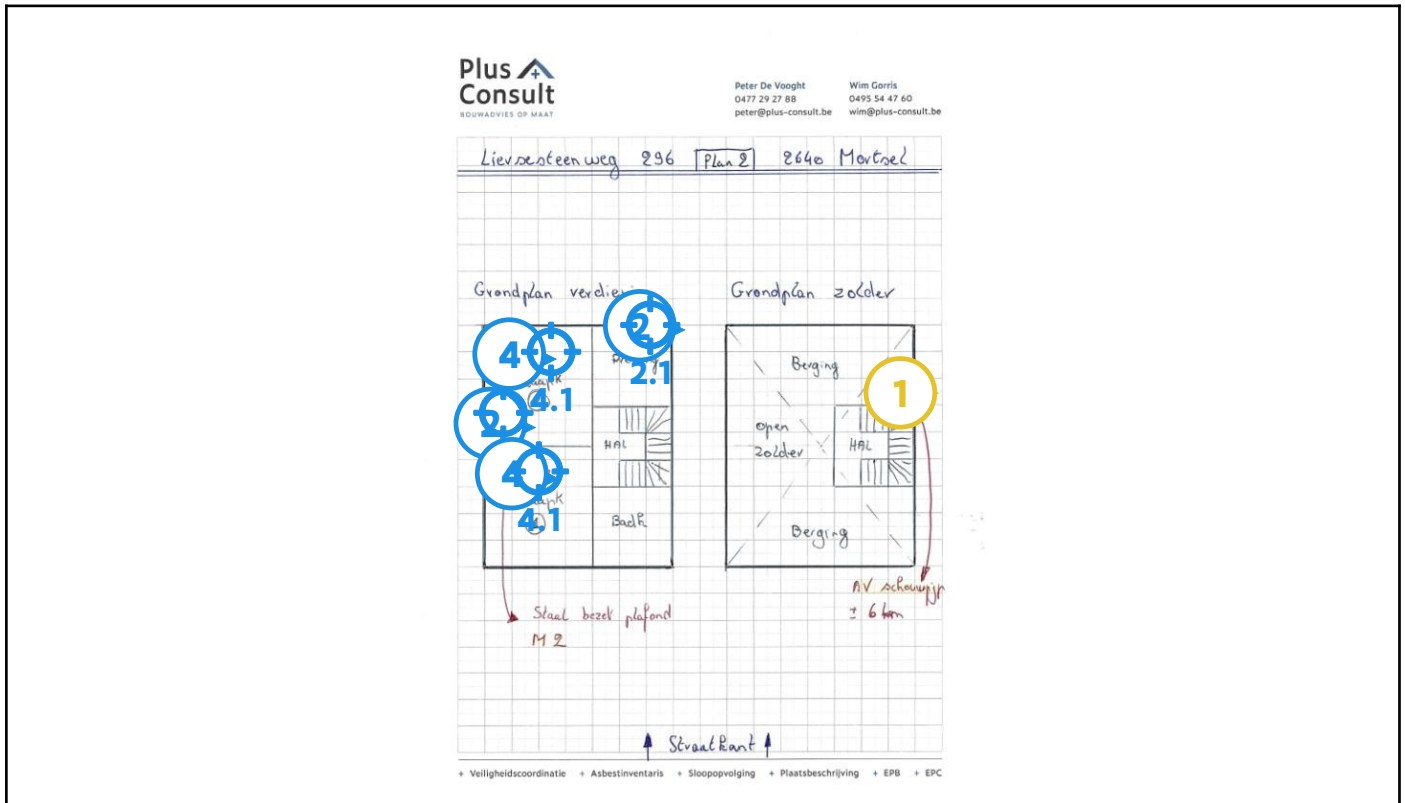 Plus
Consult
BOUWADVIES OP MAAT
Peter De Vooght
0477 29 27 88
peter@plus-consult.be
Wim Gorris
0495 54 47 60
wim@plus-consult.be
Liersesteenweg 296 Plan 2 2640 Mortsel
Grondplan verdie
Grondplan zolder
2
4
2.1
4.1
2
HAL
4
4.1
Badk
Berging
1
open
zolder
HAL
Berging
AV schouwpijp
± 6 lm
Staal bezet plafond
M 2
Straatkant
+ Veiligheidscoordinatie + Asbestinventaris + Sloopopvolging + Plaatsbeschrijving + EPB + EPC